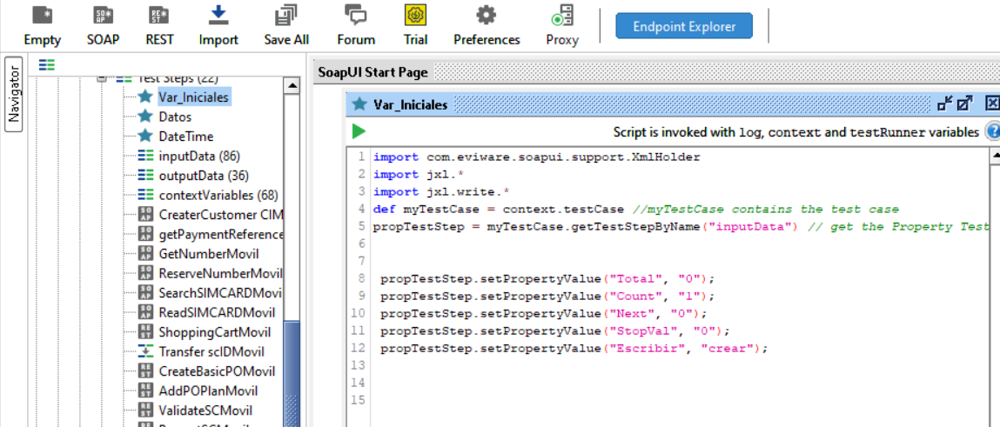 Empty SOAP REST Import Save All Forum Trial Preferences Proxy Endpoint Explorer
Navigator
Test Steps (22)
Var_Iniciales
Datos
DateTime
inputData (86)
outputData (36)
contextVariables (68)
CreaterCustomer CIM
getPaymentReference
GetNumberMovil
ReserveNumberMovil
SearchSIMCARDMovi
ReadSIMCARDMovil
ShoppingCartMovil
Transfer scIDMovil
CreateBasicPOMovil
AddPOPlanMovil
ValidateSCMovil
SoapUI Start Page
Var_Iniciales
Script is invoked with log, context and testRunner variables
1 import com.eviware.soapui.support.XmlHolder
2 import jxl.*
3 import jxl.write.*
4 def myTestCase = context.testCase //myTestCase contains the test case
5 propTestStep = myTestCase.getTestStepByName("inputData") // get the Property Test
6
7
8 propTestStep.setPropertyValue("Total", "0");
9 propTestStep.setPropertyValue("Count", "1");
10 propTestStep.setPropertyValue("Next", "0");
11 propTestStep.setPropertyValue("StopVal", "0");
12 propTestStep.setPropertyValue("Escribir", "crear");
13
14
15